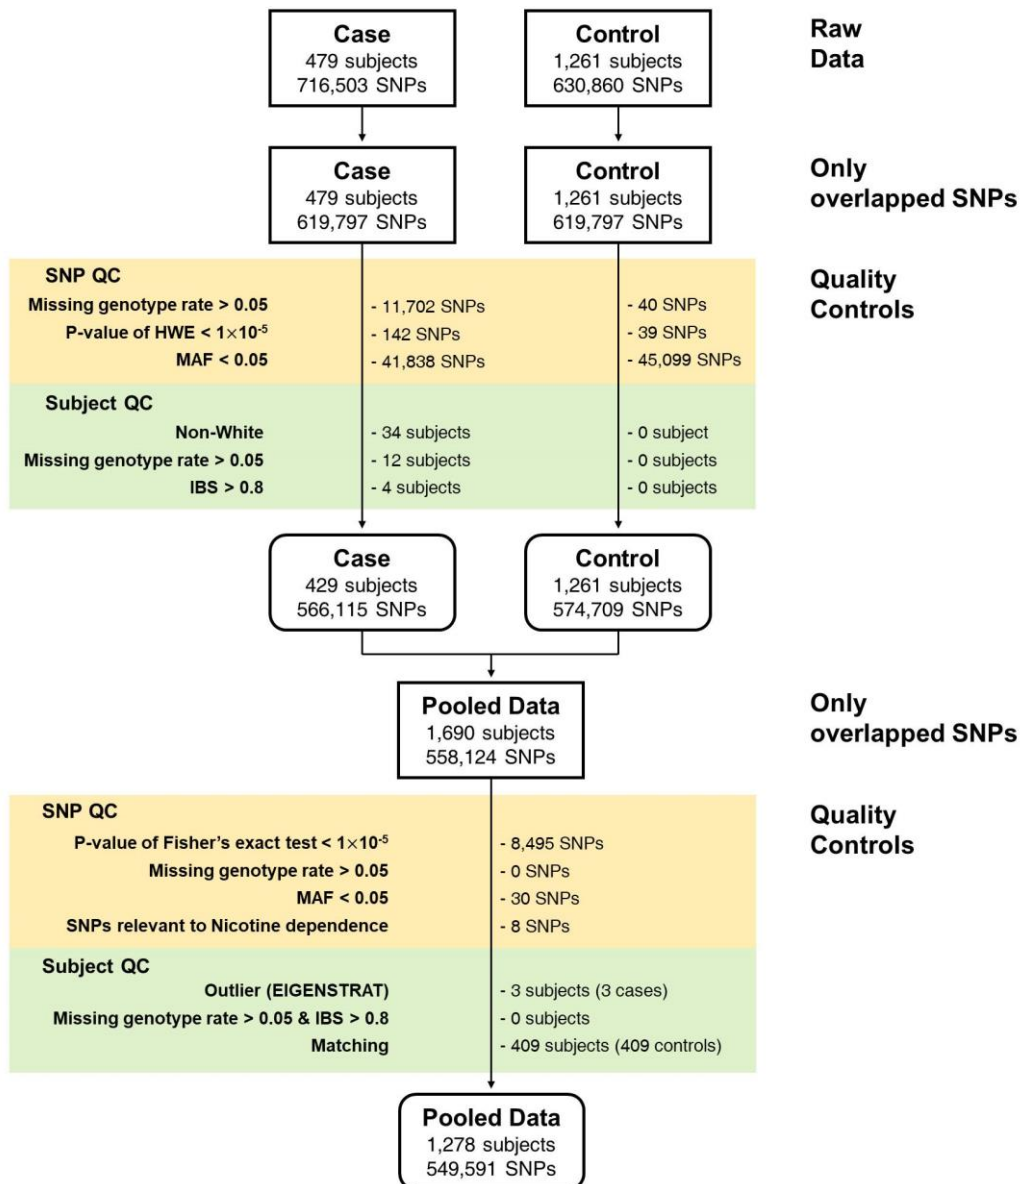 Case
479 subjects
716,503 SNPs
Control
1,261 subjects
630,860 SNPs
Raw
Data
Case
479 subjects
619,797 SNPs
Control
1,261 subjects
619,797 SNPs
Only
overlapped SNPs
SNP QC
Missing genotype rate > 0.05 - 11,702 SNPs - 40 SNPs
P-value of HWE < 1×10⁻⁵ - 142 SNPs - 39 SNPs
MAF < 0.05 - 41,838 SNPs - 45,099 SNPs
Quality
Controls
Subject QC
Non-White - 34 subjects - 0 subject
Missing genotype rate > 0.05 - 12 subjects - 0 subjects
IBS > 0.8 - 4 subjects - 0 subjects
Case
429 subjects
566,115 SNPs
Control
1,261 subjects
574,709 SNPs
Pooled Data
1,690 subjects
558,124 SNPs
Only
overlapped SNPs
SNP QC
P-value of Fisher's exact test < 1×10⁻⁵ - 8,495 SNPs
Missing genotype rate > 0.05 - 0 SNPs
MAF < 0.05 - 30 SNPs
SNPs relevant to Nicotine dependence - 8 SNPs
Quality
Controls
Subject QC
Outlier (EIGENSTRAT) - 3 subjects (3 cases)
Missing genotype rate > 0.05 & IBS > 0.8 - 0 subjects
Matching - 409 subjects (409 controls)
Pooled Data
1,278 subjects
549,591 SNPs